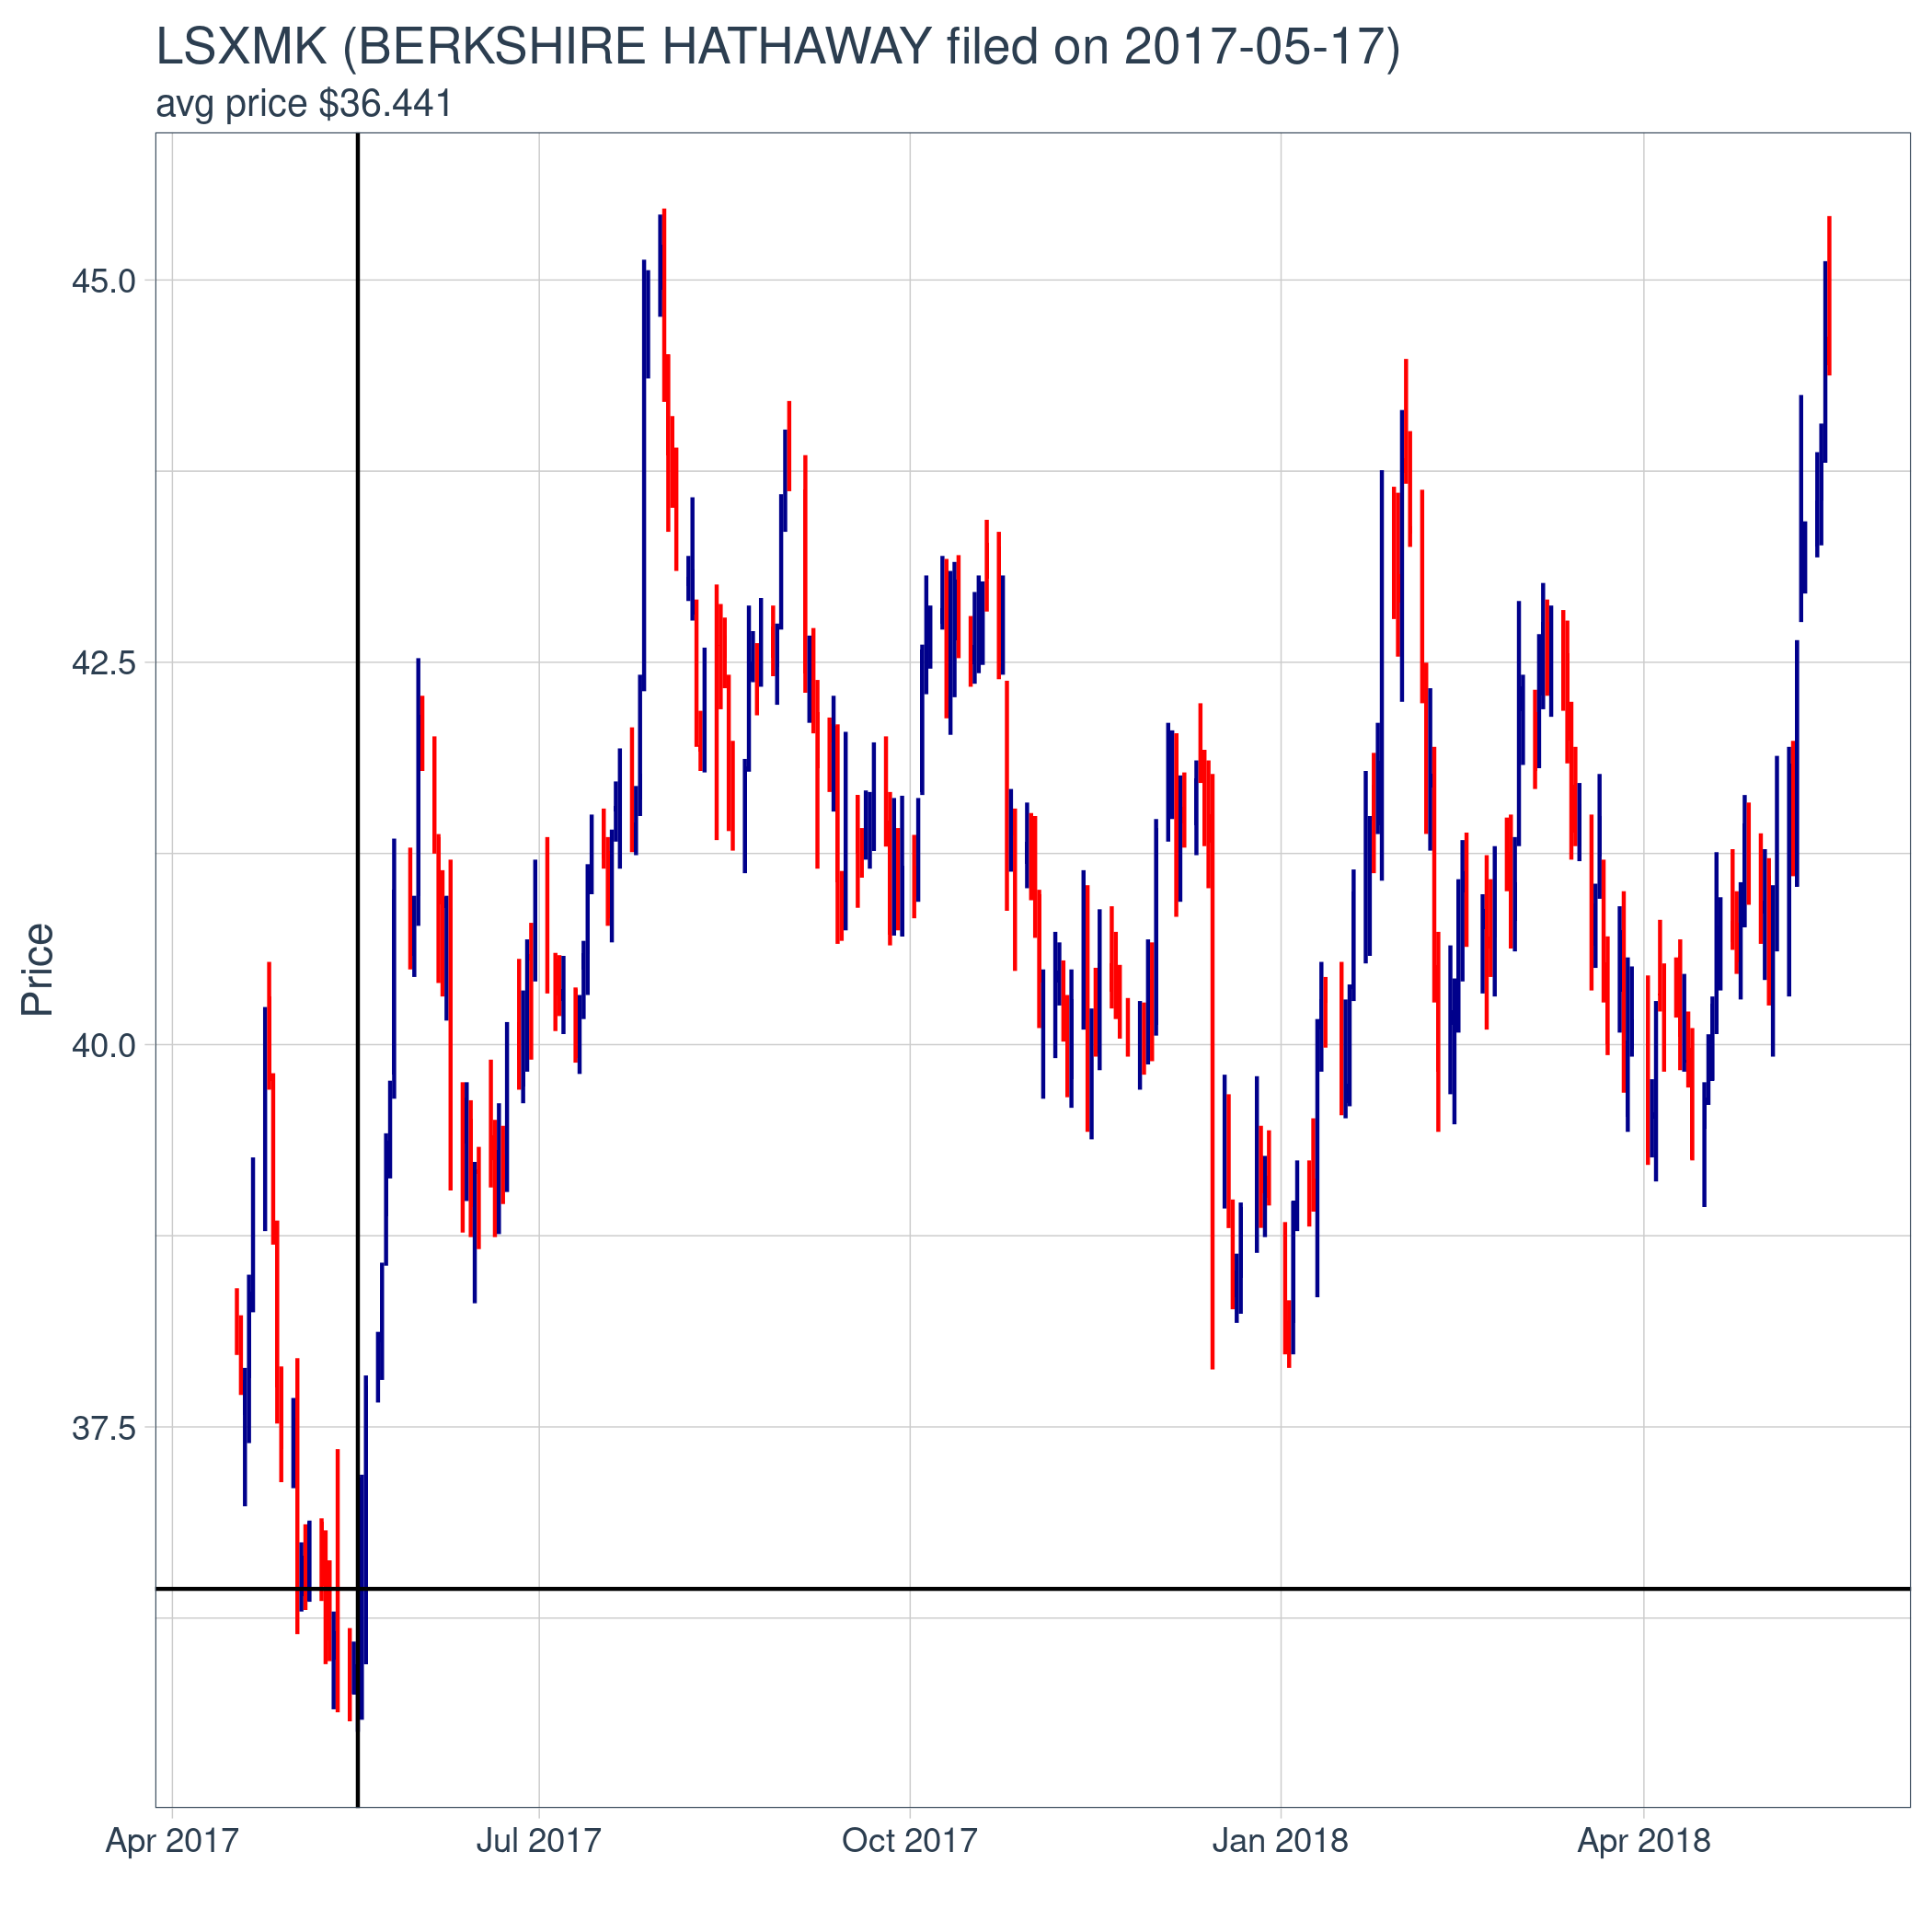 LSXMK (BERKSHIRE HATHAWAY filed on 2017-05-17)
avg price $36.441
45.0
42.5
Price
40.0
37.5
Apr 2017 Jul 2017 Oct 2017 Jan 2018 Apr 2018